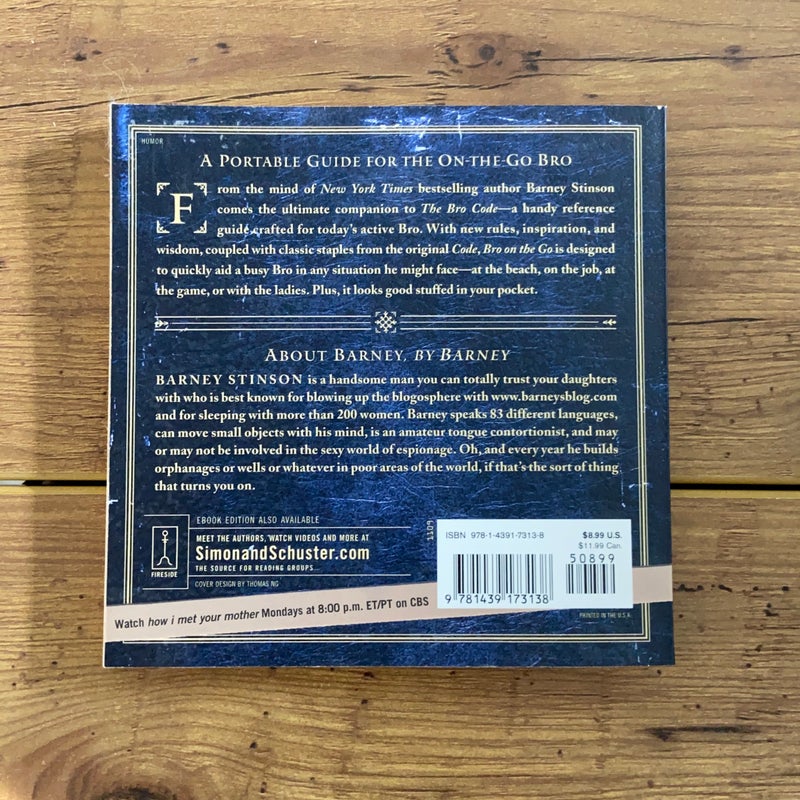 HUMOR
A PORTABLE GUIDE FOR THE ON-THE-GO BRO
From the mind of New York Times bestselling author Barney Stinson
comes the ultimate companion to The Bro Code—a handy reference
guide crafted for today's active Bro. With new rules, inspiration, and
wisdom, coupled with classic staples from the original Code, Bro on the Go is designed
to quickly aid a busy Bro in any situation he might face—at the beach, on the job, at
the game, or with the ladies. Plus, it looks good stuffed in your pocket.
ABOUT BARNEY, BY BARNEY
BARNEY STINSON is a handsome man you can totally trust your daughters
with who is best known for blowing up the blogosphere with www.barneysblog.com
and for sleeping with more than 200 women. Barney speaks 83 different languages,
can move small objects with his mind, is an amateur tongue contortionist, and may
or may not be involved in the sexy world of espionage. Oh, and every year he builds
orphanages or wells or whatever in poor areas of the world, if that's the sort of thing
that turns you on.
FIRESIDE
EBOOK EDITION ALSO AVAILABLE
MEET THE AUTHORS, WATCH VIDEOS AND MORE AT
SimonandSchuster.com
THE SOURCE FOR READING GROUPS
COVER DESIGN BY THOMAS NG
1109
ISBN 978-1-4391-7313-8
$8.99 U.S.
$11.99 Can.
50899
9 781439 173138
PRINTED IN THE U.S.A.
Watch how i met your mother Mondays at 8:00 p.m. ET/PT on CBS